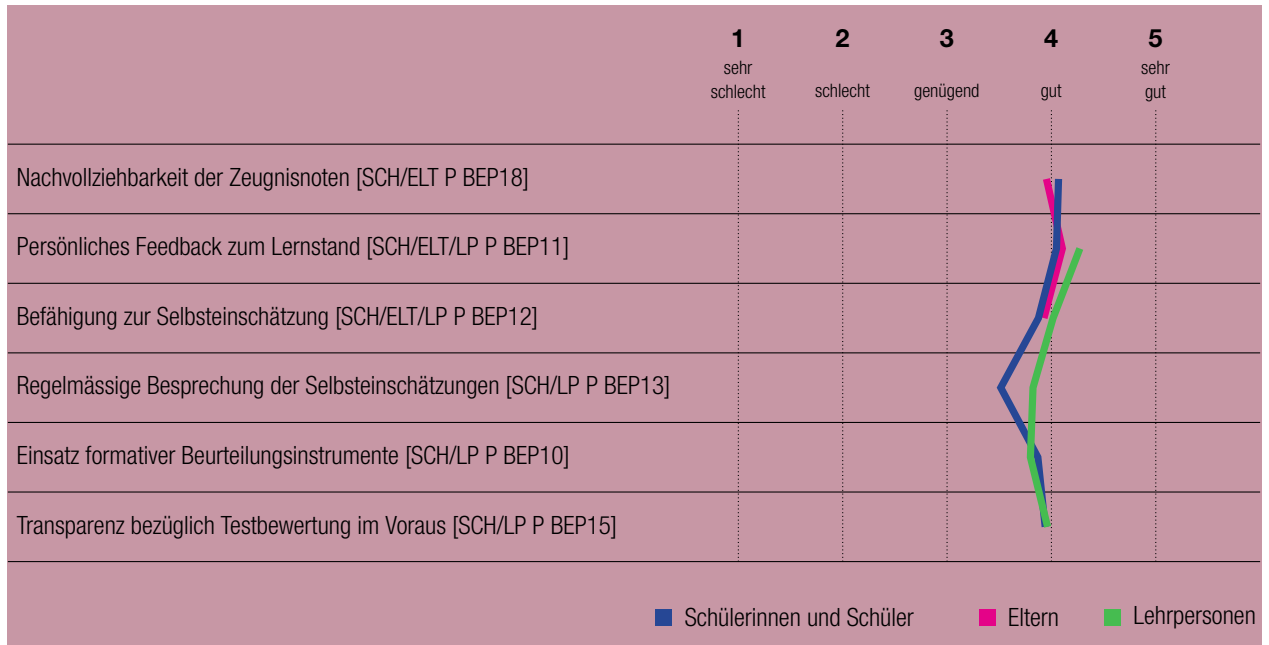 1 2 3 4 5
sehr schlecht schlecht genügend gut sehr gut
Nachvollziehbarkeit der Zeugnisnoten [SCH/ELT P BEP18]
Persönliches Feedback zum Lernstand [SCH/ELT/LP P BEP11]
Befähigung zur Selbsteinschätzung [SCH/ELT/LP P BEP12]
Regelmässige Besprechung der Selbsteinschätzungen [SCH/LP P BEP13]
Einsatz formativer Beurteilungsinstrumente [SCH/LP P BEP10]
Transparenz bezüglich Testbewertung im Voraus [SCH/LP P BEP15]
Schülerinnen und Schüler Eltern Lehrpersonen